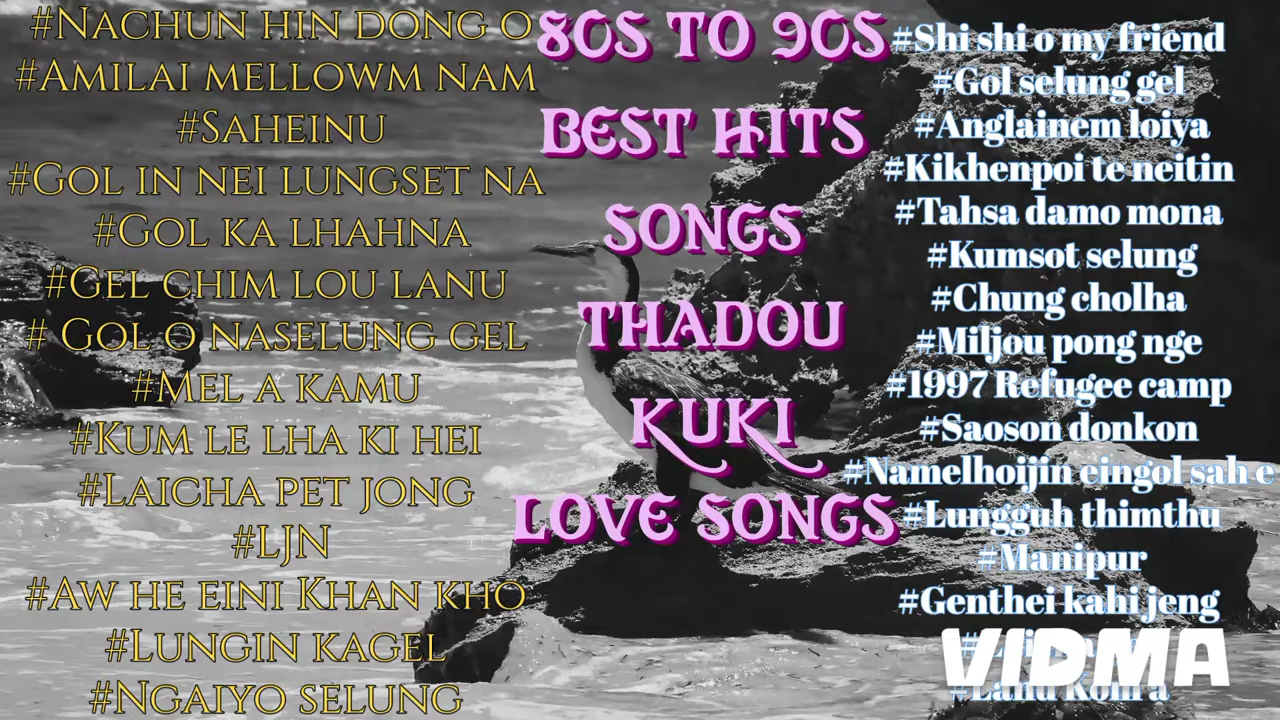 #Nachun hin dong o
#Amilai mellowm nam
#Saheinu
#Gol in nei lungset na
#Gol ka lhahna
#Gel chim lou lanu
# Gol o naselung gel
#Mel a kamu
#Kum le lha ki hei
#Laicha pet jong
#LJN
#Aw he eini Khan kho
#Lungin kagel
#Ngaiyo selung
80s to 90s
Best Hits
Songs
Thadou
Kuki
Love Songs
#Shi shi o my friend
#Gol selung gel
#Anglainem loiya
#Kikhenpoi te neitin
#Tahsa damo mona
#Kumsot selung
#Chung cholha
#Miljou pong nge
#1997 Refugee camp
#Saoson donkon
#Namelhoijin eingol sah e
#Lungguh thimthu
#Manipur
#Genthei kahi jeng
#Lanu
VIDMA